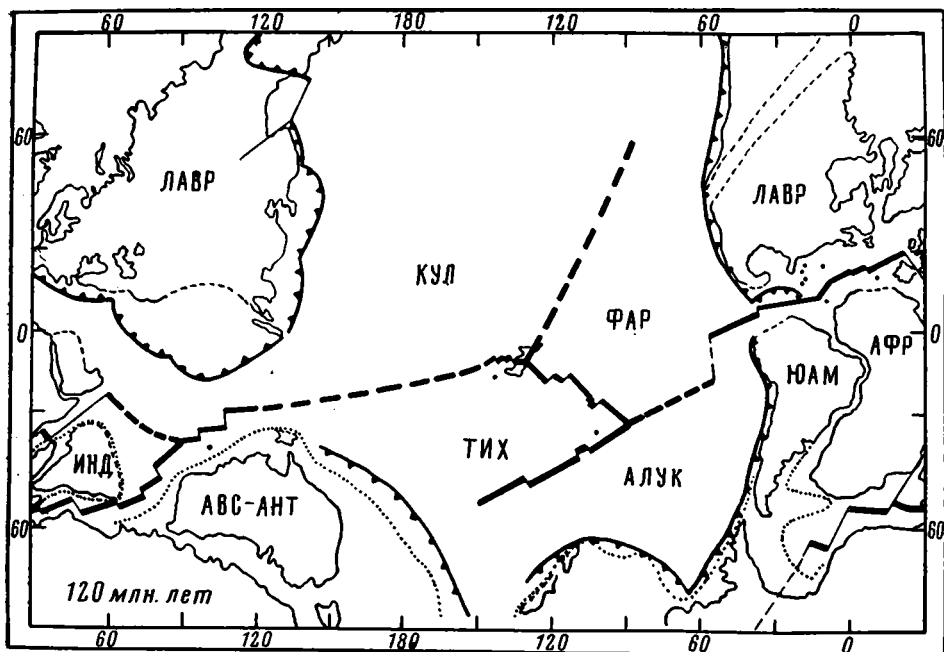 60 120 180 120 60 0
60 60
ЛАВР ЛАВР
КУЛ
ФАР
0 0
АФР
ЮАМ
ТИХ
ИНД АЛУК
АВС-АНТ
60 60
120 млн. лет
60 120 180 120 60 0